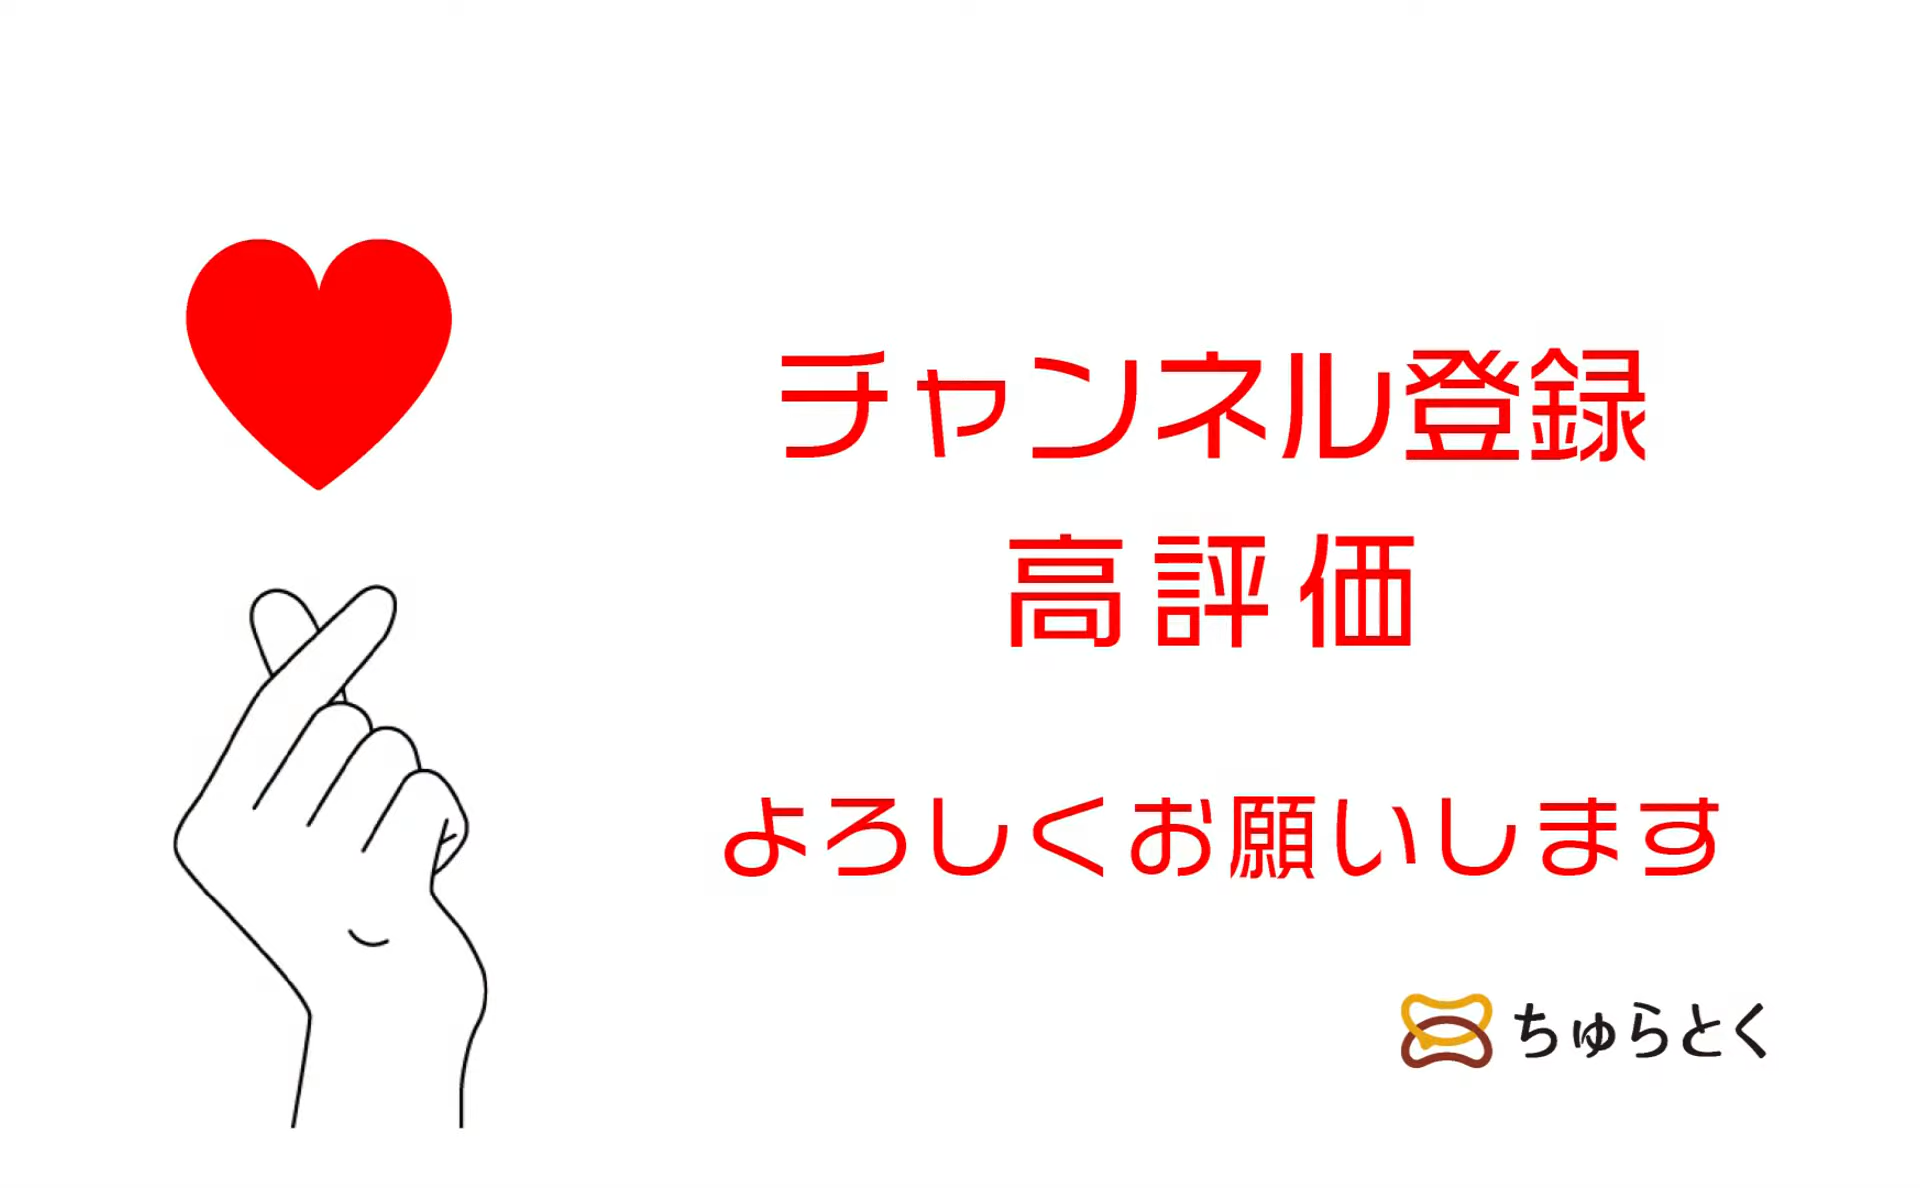 チャンネル登録
高評価
よろしくお願いします
ちゅらとく